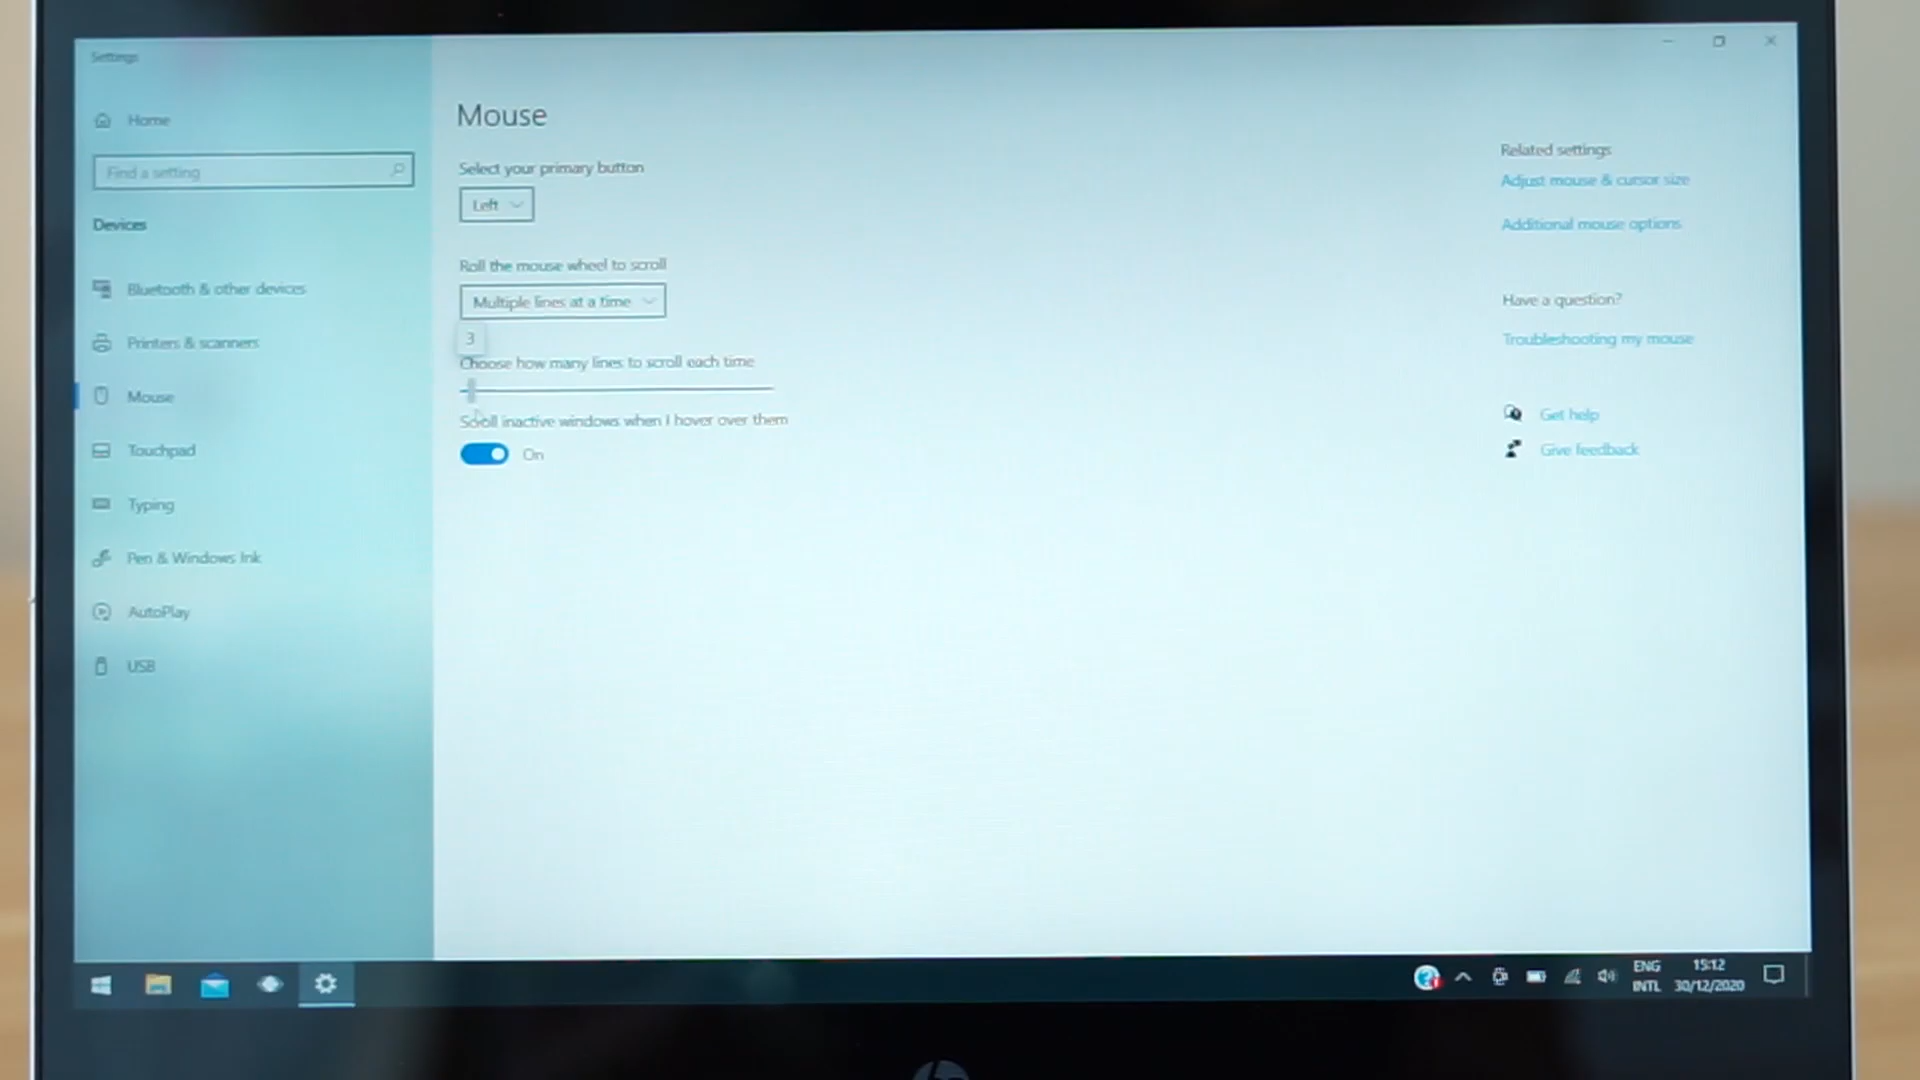 Settings
Home
Find a setting
Devices
Bluetooth & other devices
Printers & scanners
Mouse
Touchpad
Typing
Pen & Windows Ink
AutoPlay
USB
Mouse
Select your primary button
Left
Roll the mouse wheel to scroll
Multiple lines at a time
3
Choose how many lines to scroll each time
Scroll inactive windows when I hover over them
On
Related settings
Adjust mouse & cursor size
Additional mouse options
Have a question?
Troubleshooting my mouse
Get help
Give feedback
ENG
INTL
15:12
30/12/2020
hp